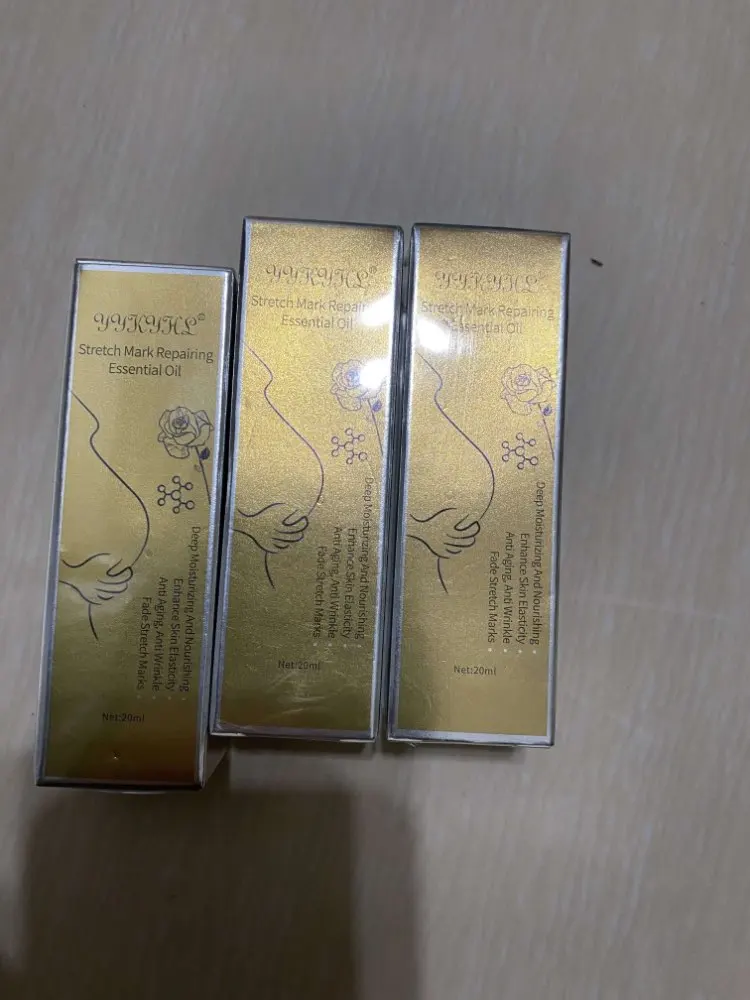 YYKYHL®
Stretch Mark Repairing
Essential Oil
Deep Moisturizing And Nourishing
Enhance Skin Elasticity
Anti Aging, Anti Wrinkle
Fade Stretch Marks
Net:20ml
YYKYHL®
Stretch Mark Repairing
Essential Oil
Deep Moisturizing And Nourishing
Enhance Skin Elasticity
Anti Aging, Anti Wrinkle
Fade Stretch Marks
Net:20ml
YYKYHL®
Stretch Mark Repairing
Essential Oil
Deep Moisturizing And Nourishing
Enhance Skin Elasticity
Anti Aging, Anti Wrinkle
Fade Stretch Marks
Net:20ml